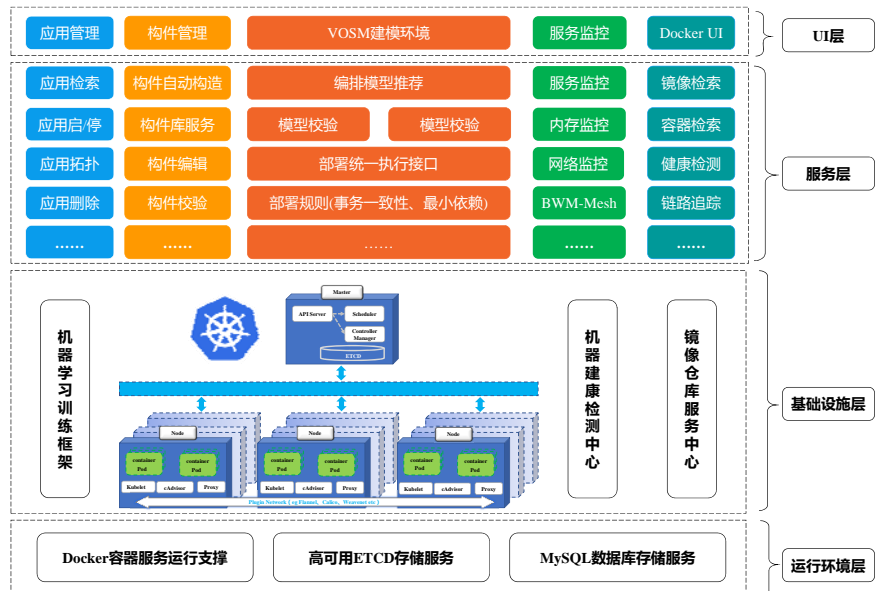 应用管理 构件管理 VOSM建模环境 服务监控 Docker UI UI层
应用检索 构件自动构造 编排模型推荐 服务监控 镜像检索
应用启/停 构件库服务 模型校验 模型校验 内存监控 容器检索
应用拓扑 构件编辑 部署统一执行接口 网络监控 健康检测 服务层
应用删除 构件校验 部署规则(事务一致性、最小依赖) BWM-Mesh 链路追踪
…… …… …… …… ……
机器学习训练框架
Master
API Server Scheduler
Controller
Manager
ETCD
Node Node Node
container container container container container container
Pod Pod Pod Pod Pod Pod
Kubelet cAdvisor Proxy Kubelet cAdvisor Proxy Kubelet cAdvisor Proxy
Plugin Network ( eg Flannel、Calico、Weavenet etc )
机器建康检测中心
镜像仓库服务中心
基础设施层
Docker容器服务运行支撑 高可用ETCD存储服务 MySQL数据库存储服务 运行环境层